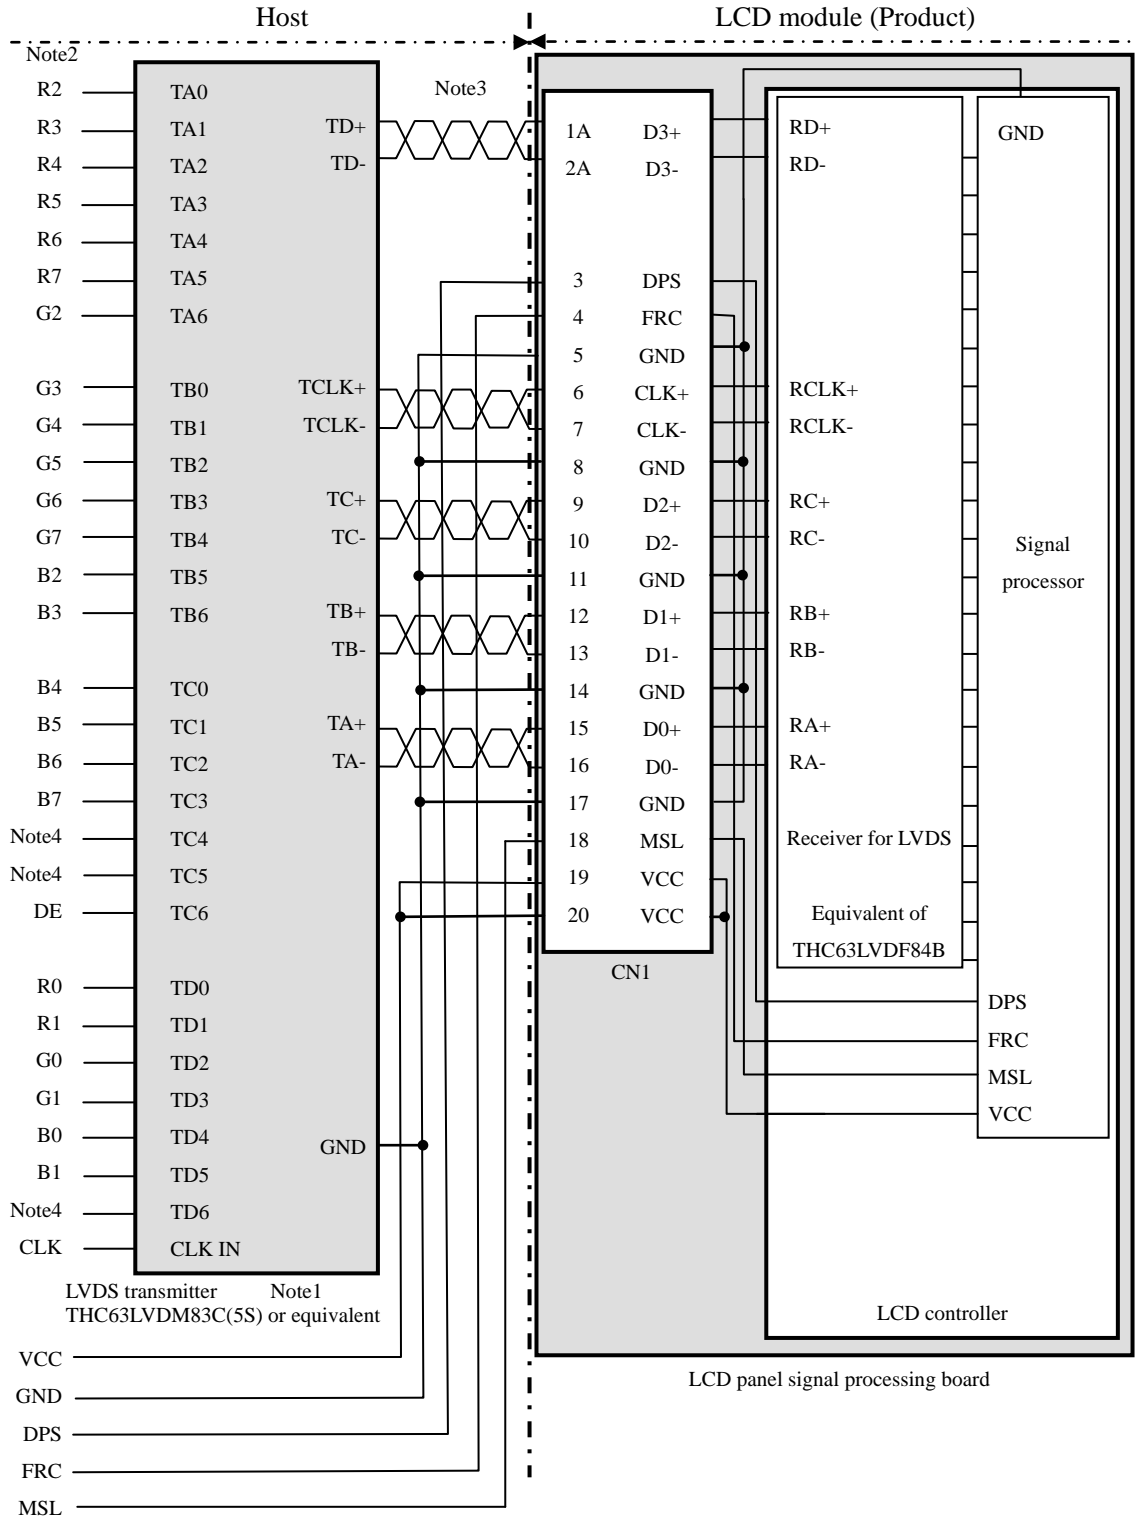 Host
LCD module (Product)
Note2
R2 TA0
R3 TA1
R4 TA2
R5 TA3
R6 TA4
R7 TA5
G2 TA6
G3 TB0
G4 TB1
G5 TB2
G6 TB3
G7 TB4
B2 TB5
B3 TB6
B4 TC0
B5 TC1
B6 TC2
B7 TC3
Note4 TC4
Note4 TC5
DE TC6
R0 TD0
R1 TD1
G0 TD2
G1 TD3
B0 TD4
B1 TD5
Note4 TD6
CLK CLK IN
TD+
TD-
TCLK+
TCLK-
TC+
TC-
TB+
TB-
TA+
TA-
GND
LVDS transmitter Note1
THC63LVDM83C(5S) or equivalent
VCC
GND
DPS
FRC
MSL
Note3
1A D3+
2A D3-
3 DPS
4 FRC
5 GND
6 CLK+
7 CLK-
8 GND
9 D2+
10 D2-
11 GND
12 D1+
13 D1-
14 GND
15 D0+
16 D0-
17 GND
18 MSL
19 VCC
20 VCC
CN1
RD+
RD-
RCLK+
RCLK-
RC+
RC-
RB+
RB-
RA+
RA-
Receiver for LVDS
Equivalent of
THC63LVDF84B
GND
Signal
processor
DPS
FRC
MSL
VCC
LCD controller
LCD panel signal processing board